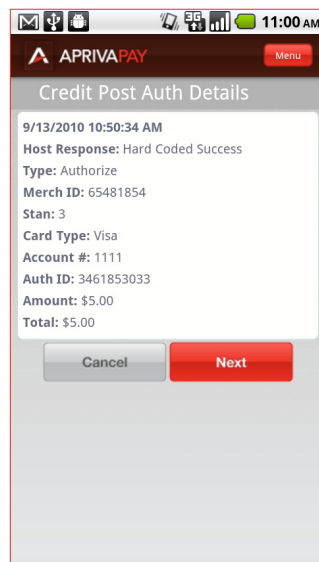 3G
11:00 AM
APRIVAPAY
Menu
Credit Post Auth Details
9/13/2010 10:50:34 AM
Host Response: Hard Coded Success
Type: Authorize
Merch ID: 65481854
Stan: 3
Card Type: Visa
Account #: 1111
Auth ID: 3461853033
Amount: $5.00
Total: $5.00
Cancel
Next